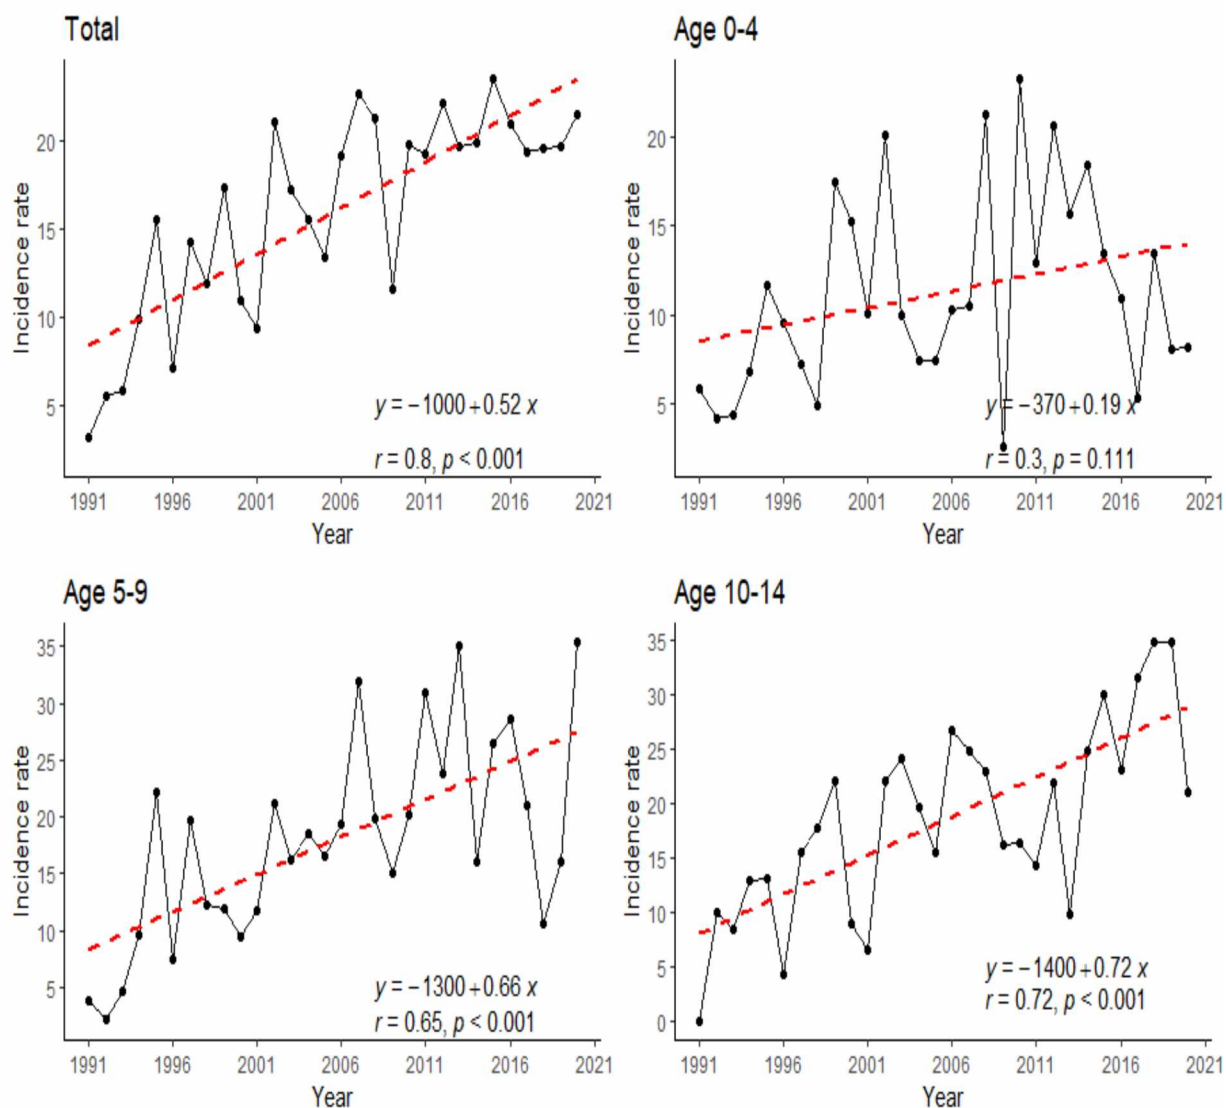 Total
Incidence rate
20
15
10
5
y = −1000 + 0.52 x
r = 0.8, p < 0.001
1991 1996 2001 2006 2011 2016 2021
Year
Age 0-4
Incidence rate
20
15
10
5
y = −370 + 0.19 x
r = 0.3, p = 0.111
1991 1996 2001 2006 2011 2016 2021
Year
Age 5-9
Incidence rate
35
30
25
20
15
10
5
y = −1300 + 0.66 x
r = 0.65, p < 0.001
1991 1996 2001 2006 2011 2016 2021
Year
Age 10-14
Incidence rate
35
30
25
20
15
10
5
0
y = −1400 + 0.72 x
r = 0.72, p < 0.001
1991 1996 2001 2006 2011 2016 2021
Year